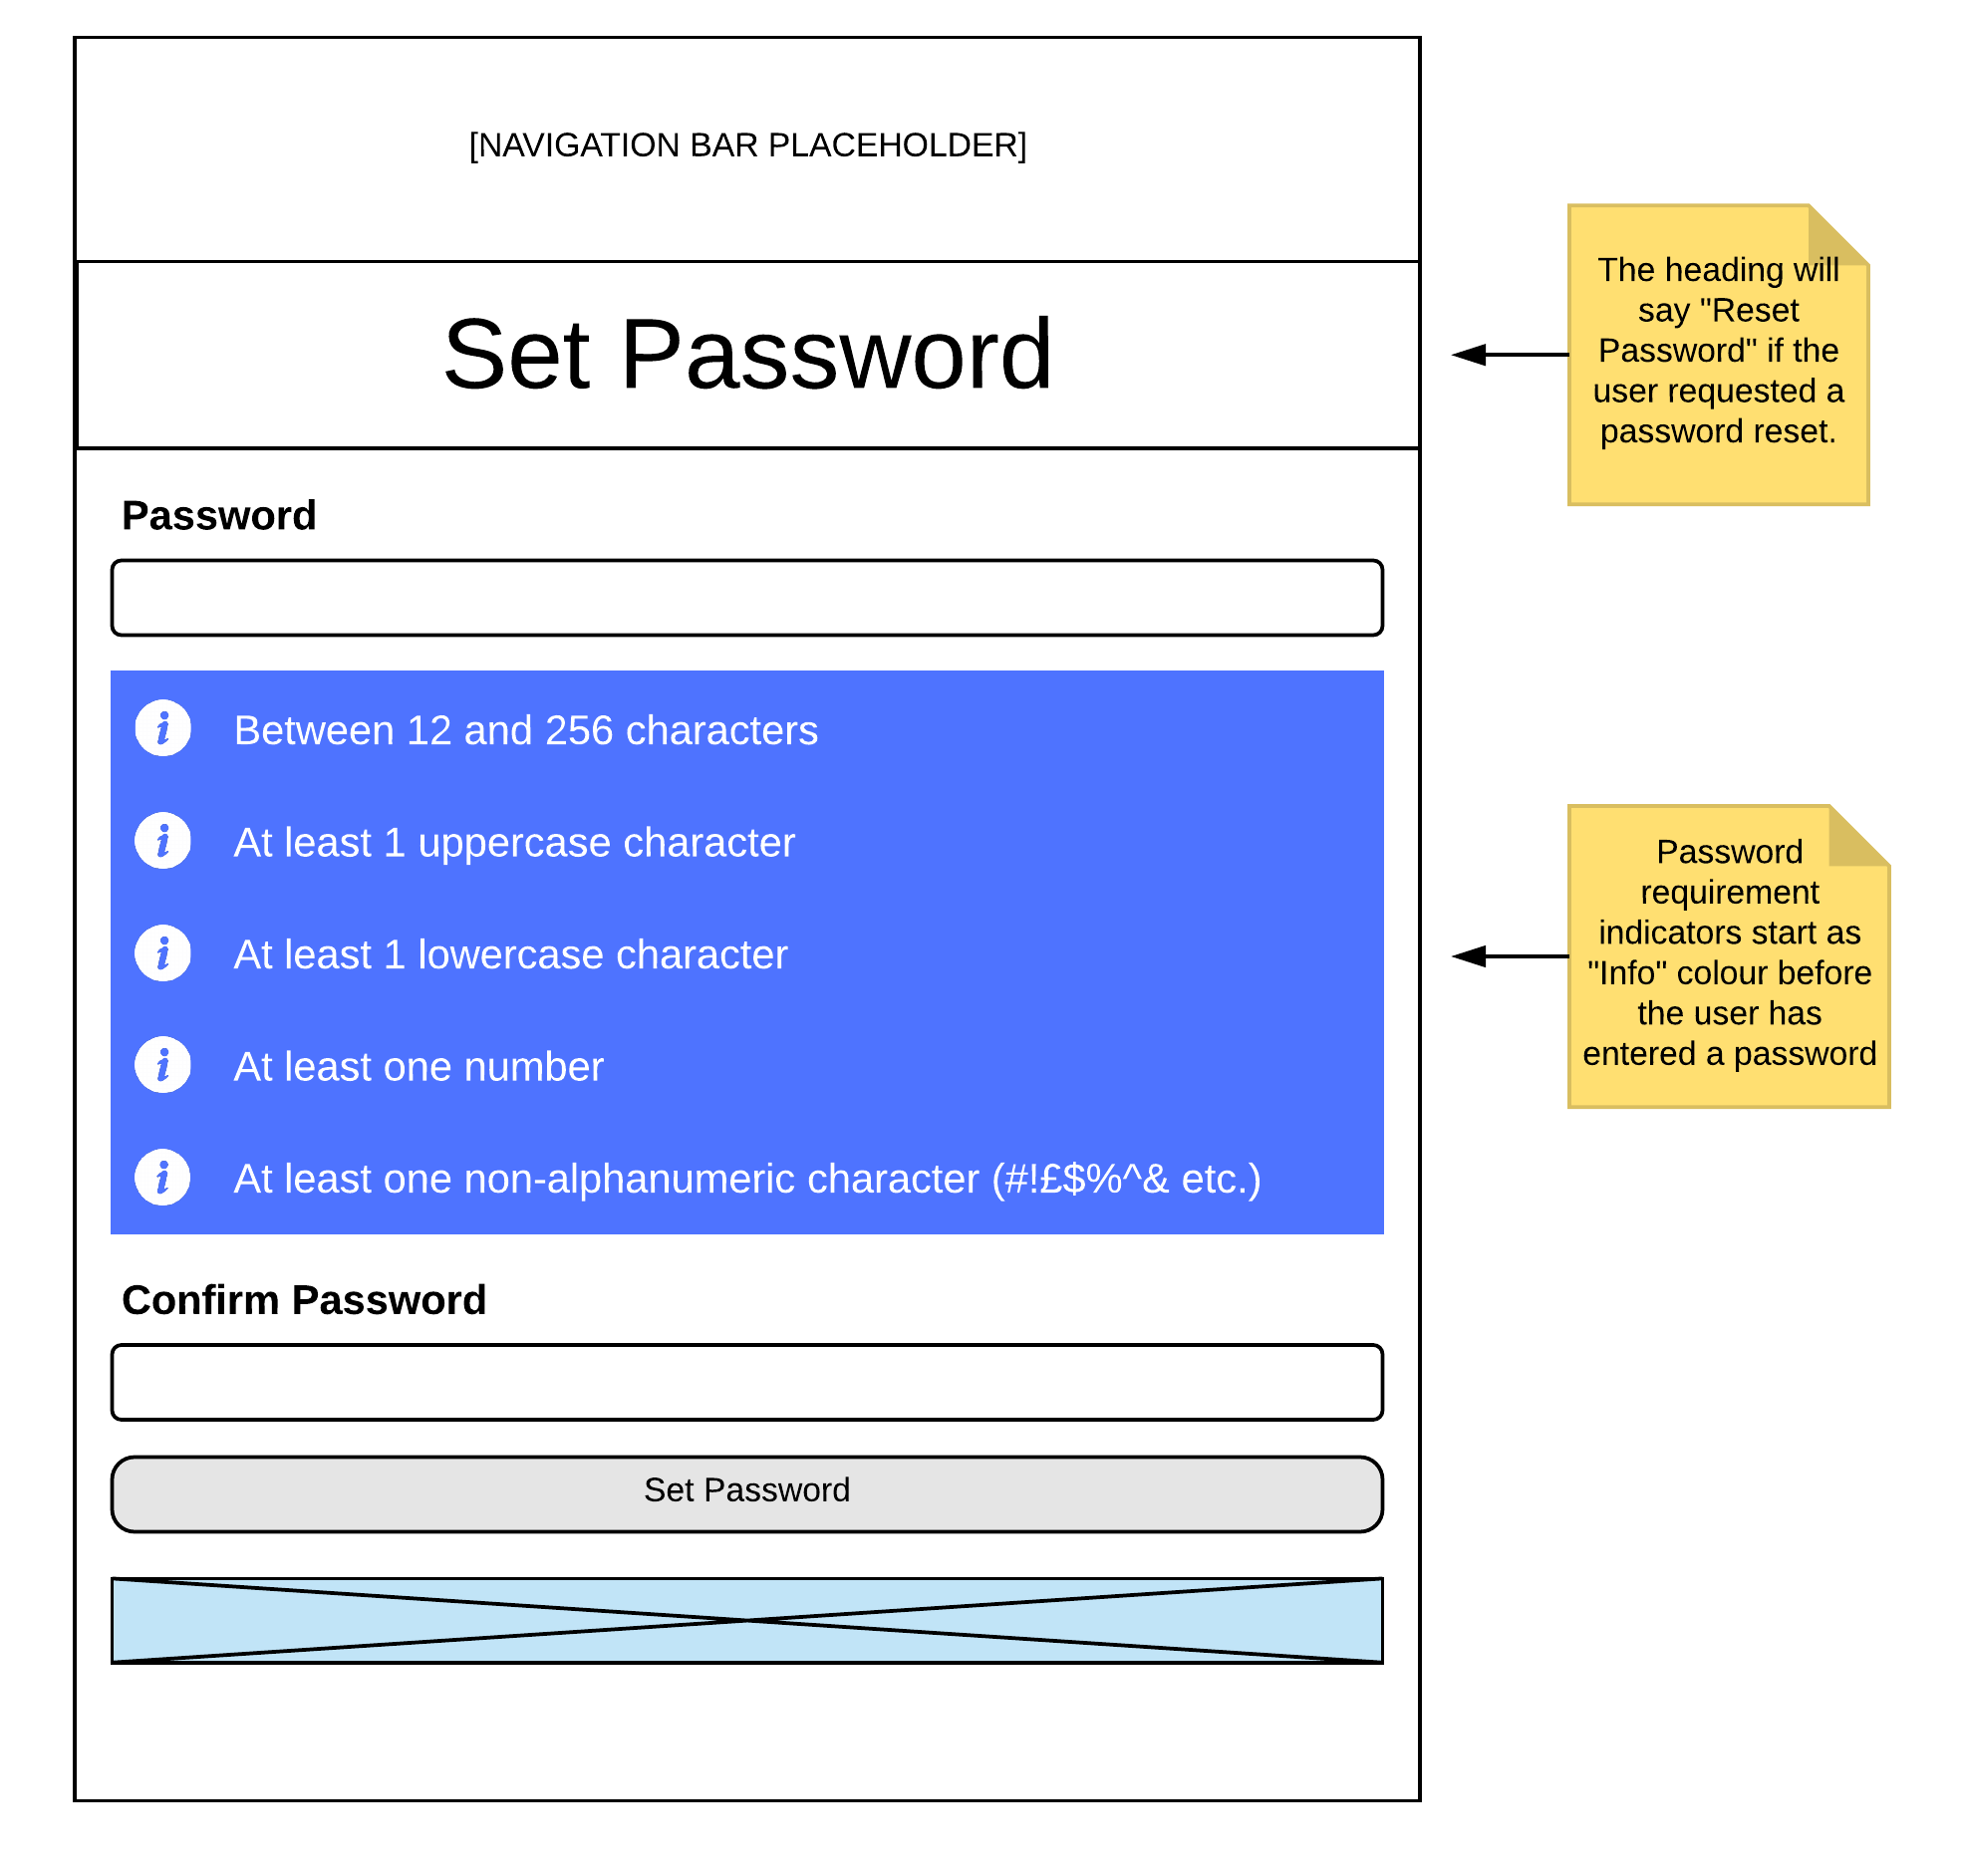 [NAVIGATION BAR PLACEHOLDER]
Set Password
The heading will
say "Reset
Password" if the
user requested a
password reset.
Password
Between 12 and 256 characters
At least 1 uppercase character
At least 1 lowercase character
At least one number
At least one non-alphanumeric character (#!£$%^& etc.)
Password
requirement
indicators start as
"Info" colour before
the user has
entered a password
Confirm Password
Set Password